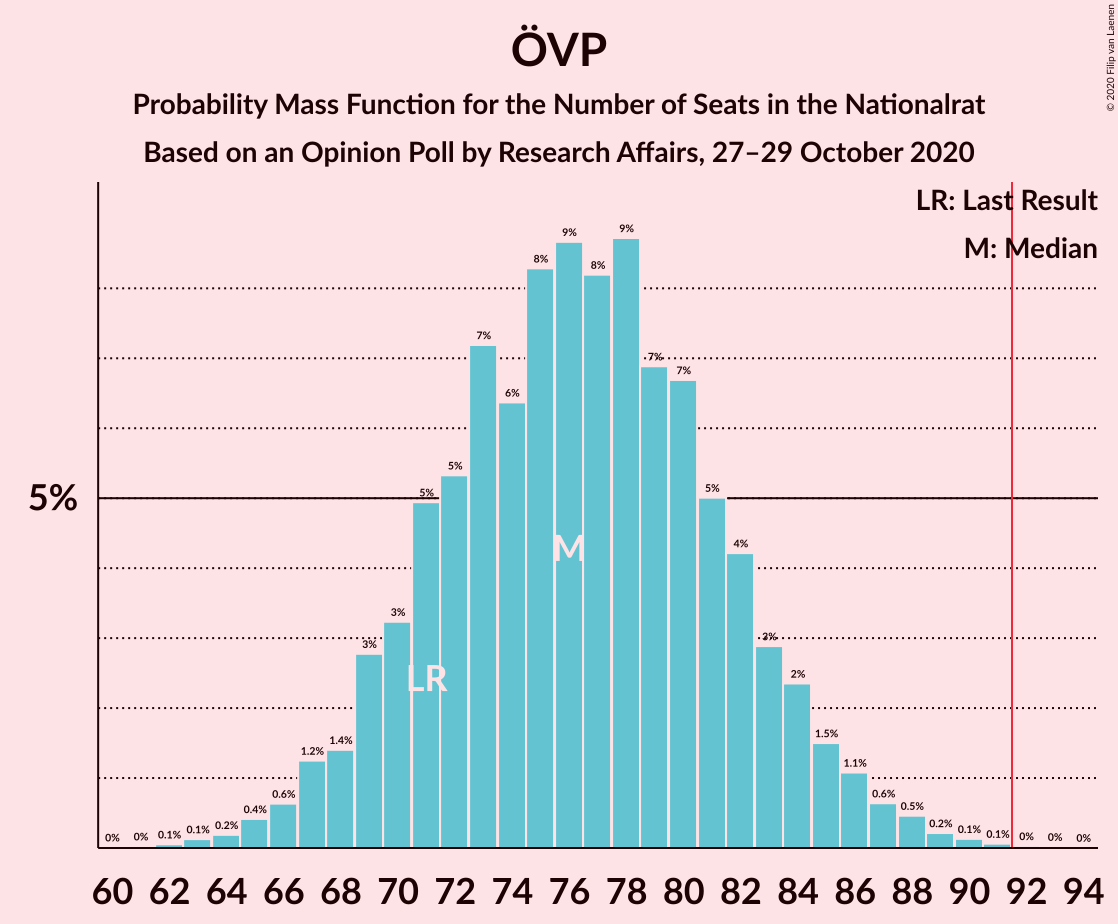 ÖVP
Probability Mass Function for the Number of Seats in the Nationalrat
Based on an Opinion Poll by Research Affairs, 27–29 October 2020
© 2020 Filip van Laenen
LR: Last Result
M: Median
5%
0% 0% 0.1% 0.1% 0.2% 0.4% 0.6% 1.2% 1.4% 3% 3% 5% 5% 7% 6% 8% 9% 8% 9% 7% 7% 5% 4% 3% 2% 1.5% 1.1% 0.6% 0.5% 0.2% 0.1% 0.1% 0% 0% 0%
M
LR
60 62 64 66 68 70 72 74 76 78 80 82 84 86 88 90 92 94